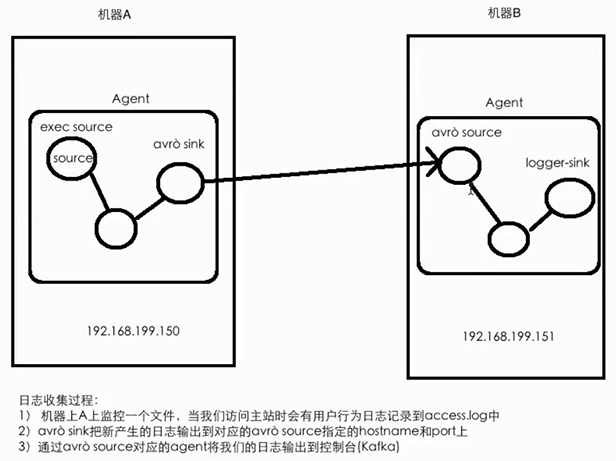 机器A
机器B
Agent
exec source
source
avrò sink
192.168.199.150
Agent
avrò source
logger-sink
192.168.199.151
日志收集过程:
1） 机器上A上监控一个文件，当我们访问主站时会有用户行为日志记录到access.log中
2）avrò sink把新产生的日志输出到对应的avrò source指定的hostname和port上
3）通过avrò source对应的agent将我们的日志输出到控制台(Kafka)